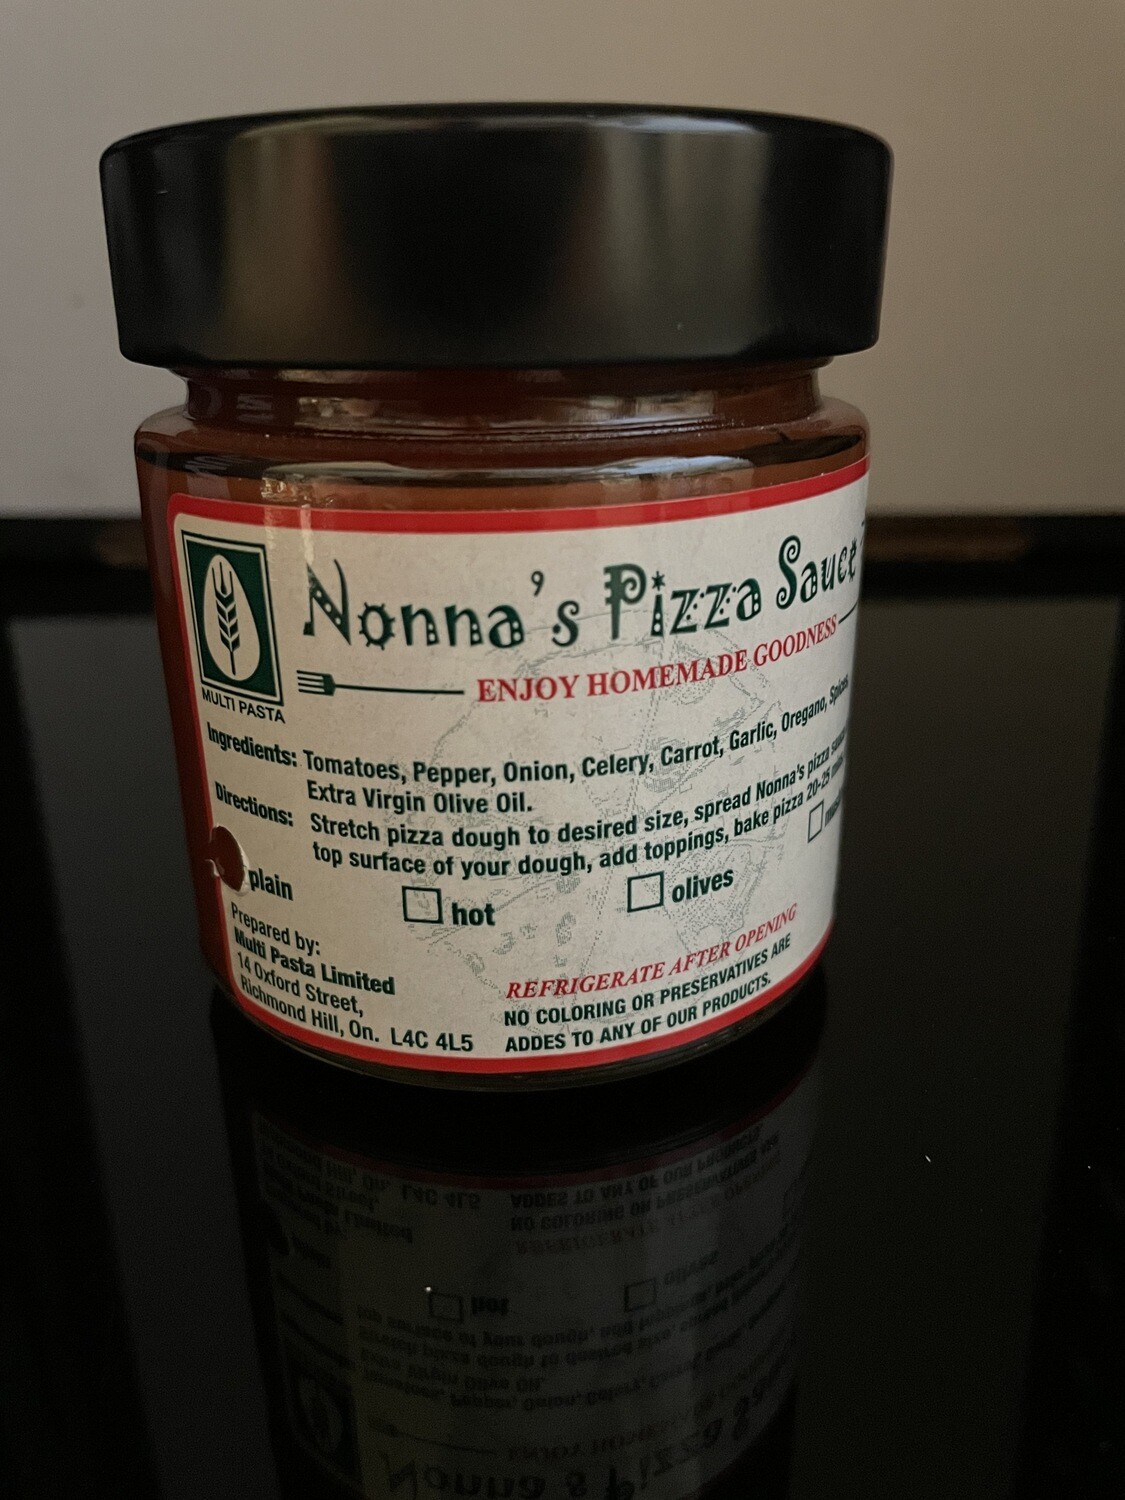 Nonna's Pizza Sauce
ENJOY HOMEMADE GOODNESS
MULTI PASTA
Ingredients: Tomatoes, Pepper, Onion, Celery, Carrot, Garlic, Oregano, Spices,
Extra Virgin Olive Oil.
Directions: Stretch pizza dough to desired size, spread Nonna's pizza sauce
top surface of your dough, add toppings, bake pizza 20-25
plain
hot
olives
Prepared by:
Multi Pasta Limited
14 Oxford Street,
Richmond Hill, On. L4C 4L5
REFRIGERATE AFTER OPENING
NO COLORING OR PRESERVATIVES ARE
ADDES TO ANY OF OUR PRODUCTS.